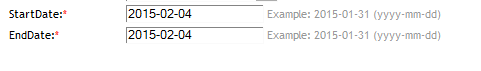 StartDate:* 2015-02-04 Example: 2015-01-31 (yyyy-mm-dd)
EndDate:* 2015-02-04 Example: 2015-01-31 (yyyy-mm-dd)